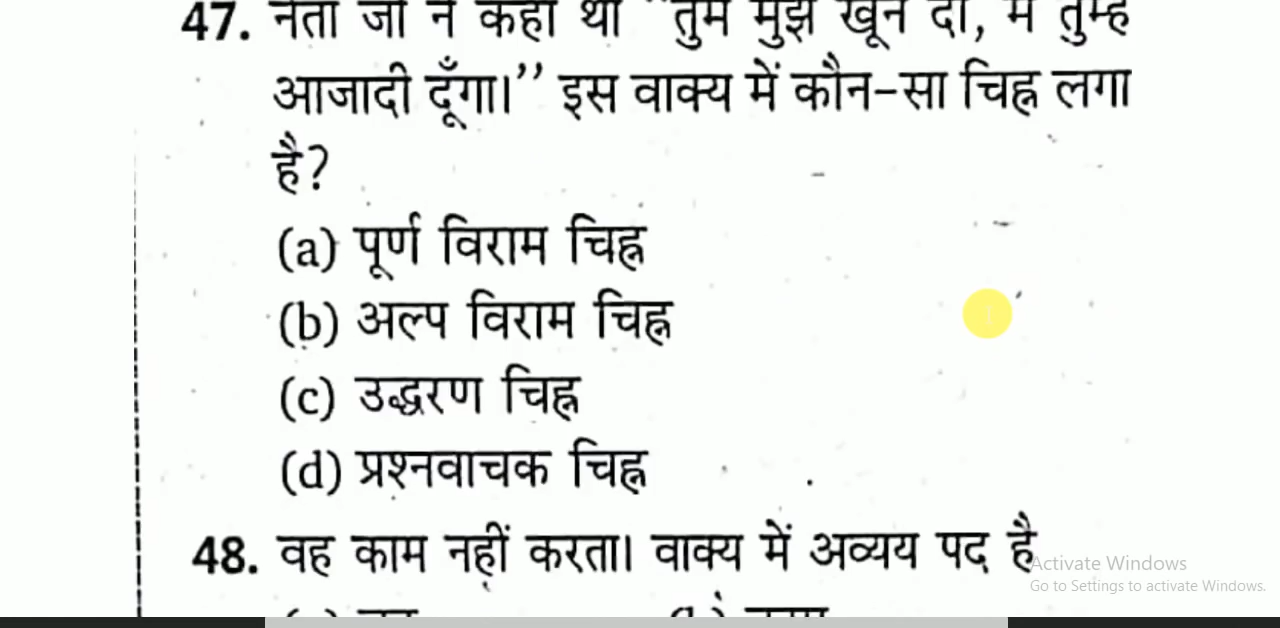 47. नेता जी ने कहा था "तुम मुझे खून दो, मैं तुम्हें
आजादी दूँगा।’’ इस वाक्य में कौन-सा चिह्न लगा
है?
(a) पूर्ण विराम चिह्न
(b) अल्प विराम चिह्न
(c) उद्धरण चिह्न
(d) प्रश्नवाचक चिह्न
48. वह काम नहीं करता। वाक्य में अव्यय पद है
Activate Windows
Go to Settings to activate Windows.